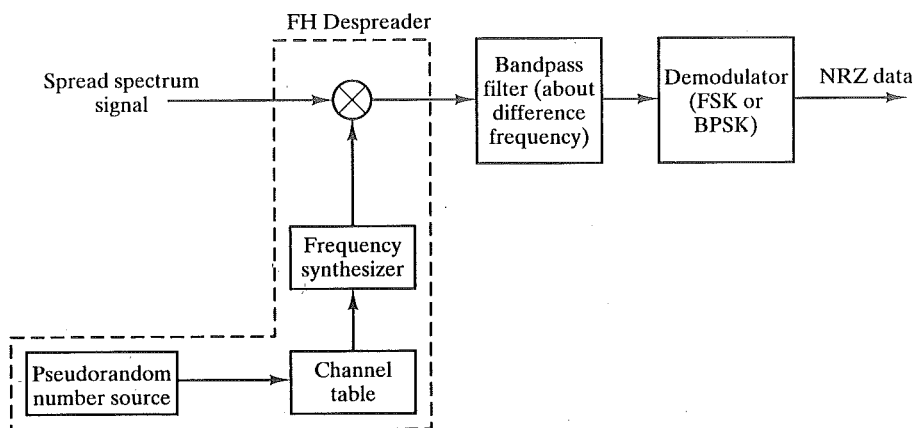 FH Despreader
Spread spectrum
signal
Bandpass
filter (about
difference
frequency)
Demodulator
(FSK or
BPSK)
NRZ data
Frequency
synthesizer
Pseudorandom
number source
Channel
table